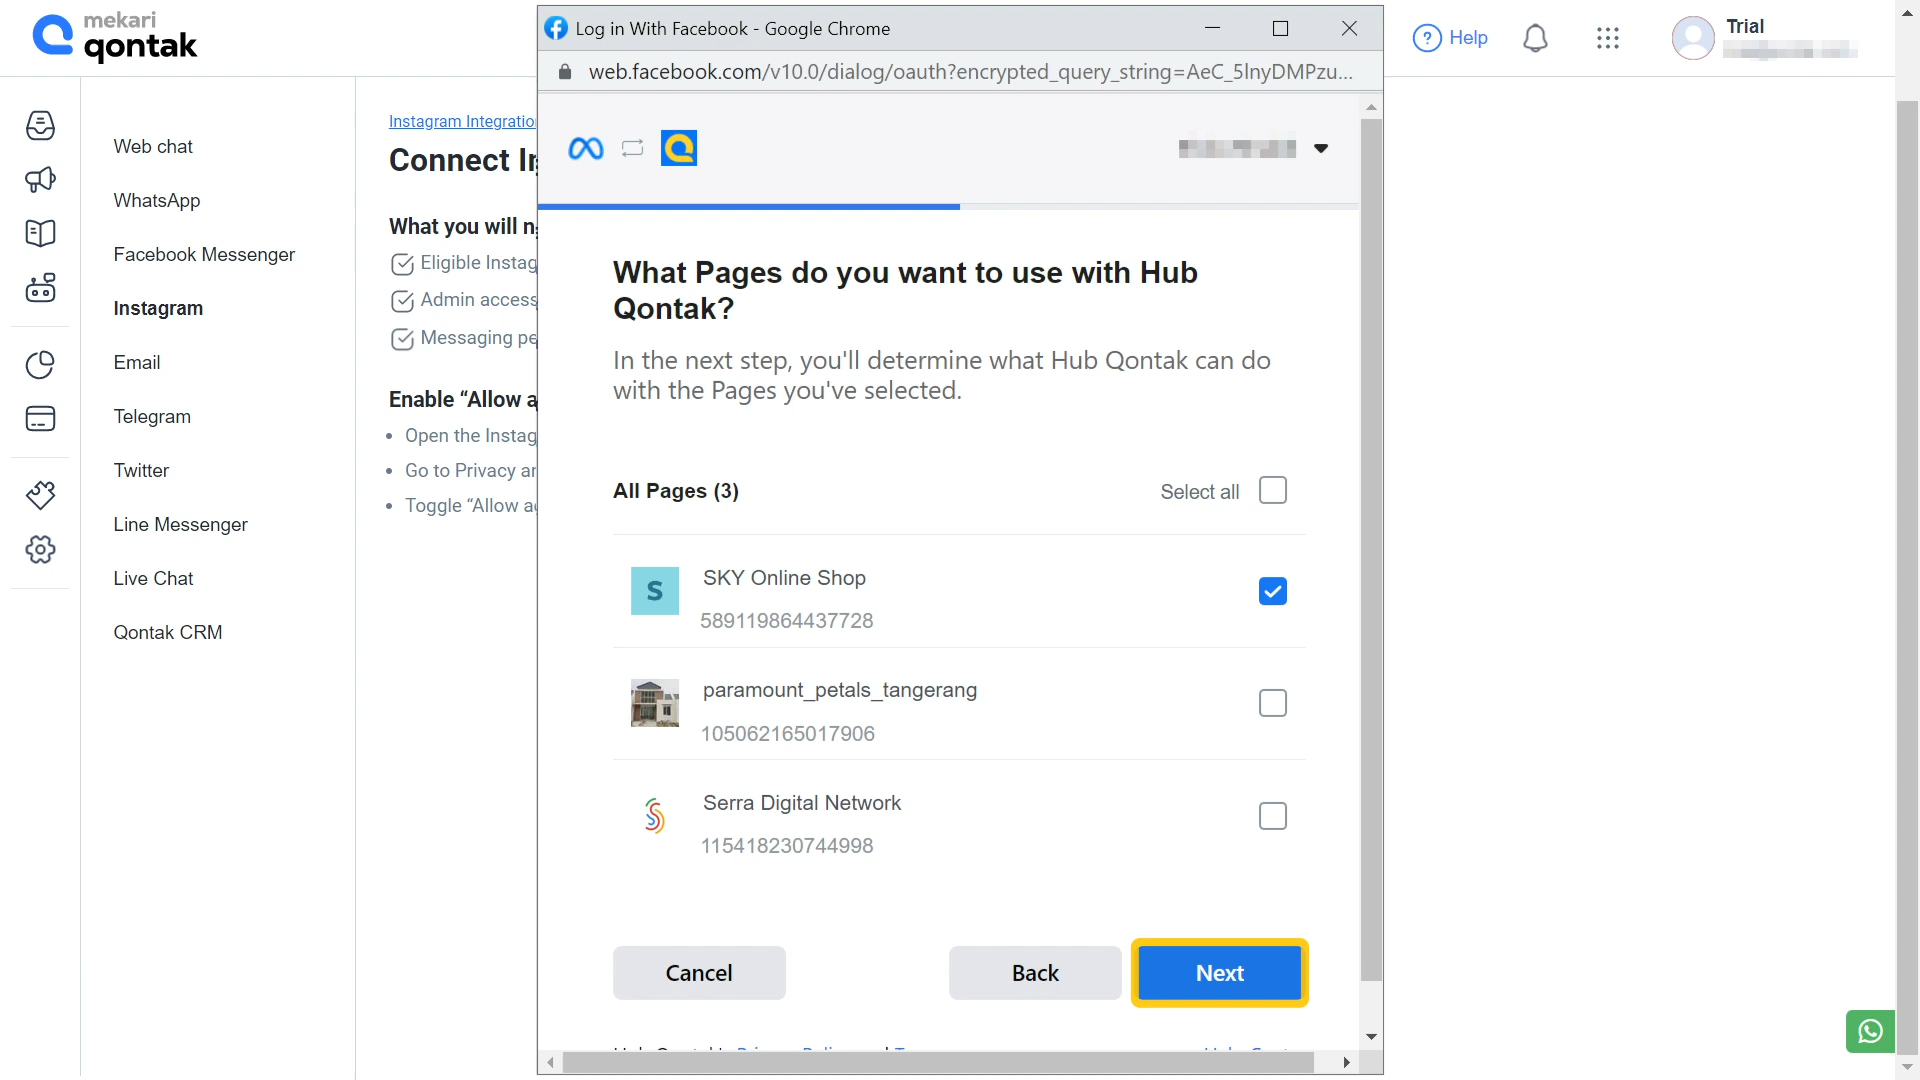 mekari
qontak
Log in With Facebook - Google Chrome
web.facebook.com/v10.0/dialog/oauth?encrypted_query_string=AeC_5lnyDMPzu...
Help
Trial
Web chat
WhatsApp
Facebook Messenger
Instagram
Email
Telegram
Twitter
Line Messenger
Live Chat
Qontak CRM
Instagram Integratio
Connect
What you will
Eligible Instag
Admin access
Messaging pe
Enable “Allow a
Open the Instag
Go to Privacy
Toggle “Allow
What Pages do you want to use with Hub
Qontak?
In the next step, you'll determine what Hub Qontak can do
with the Pages you've selected.
All Pages (3)
Select all
S
SKY Online Shop
589119864437728
paramount_petals_tangerang
105062165017906
Serra Digital Network
115418230744998
Cancel
Back
Next